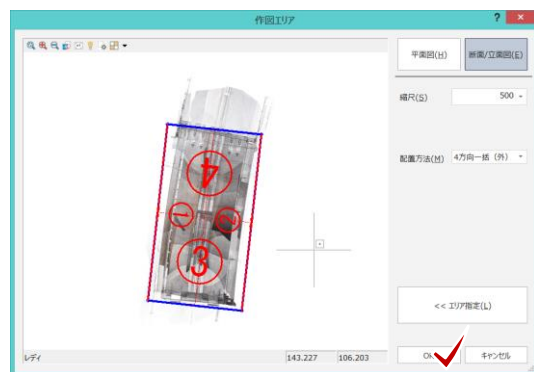 作図エリア
? ×
平面図(H) 断面/立面図(E)
縮尺(S) 500
配置方法(M) 4方向一括 (外)
4
1 2
3
<< エリア指定(L)
レディ 143.227 106.203
OK キャンセル